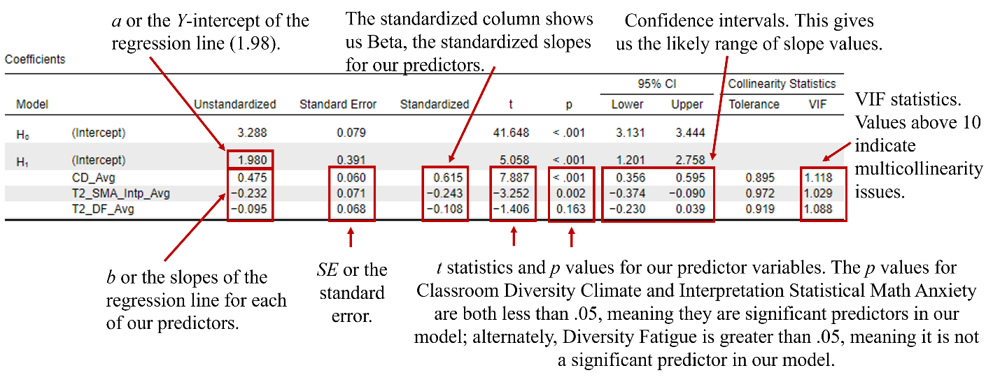 a or the Y-intercept of the
regression line (1.98).
The standardized column shows
us Beta, the standardized slopes
for our predictors.
Confidence intervals. This gives
us the likely range of slope values.
Coefficients
95% CI Collinearity Statistics
Model Unstandardized Standard Error Standardized t p Lower Upper Tolerance VIF
H₀ (Intercept) 3.288 0.079 41.648 < .001 3.131 3.444
H₁ (Intercept) 1.980 0.391 5.058 < .001 1.201 2.758
CD_Avg 0.475 0.060 0.615 7.887 < .001 0.356 0.595 0.895 1.118
T2_SMA_Intp_Avg −0.232 0.071 −0.243 −3.252 0.002 −0.374 −0.090 0.972 1.029
T2_DF_Avg −0.095 0.068 −0.108 −1.406 0.163 −0.230 0.039 0.919 1.088
VIF statistics.
Values above 10
indicate
multicollinearity
issues.
b or the slopes of the
regression line for each
of our predictors.
SE or the
standard
error.
t statistics and p values for our predictor variables. The p values for
Classroom Diversity Climate and Interpretation Statistical Math Anxiety
are both less than .05, meaning they are significant predictors in our
model; alternately, Diversity Fatigue is greater than .05, meaning it is not
a significant predictor in our model.